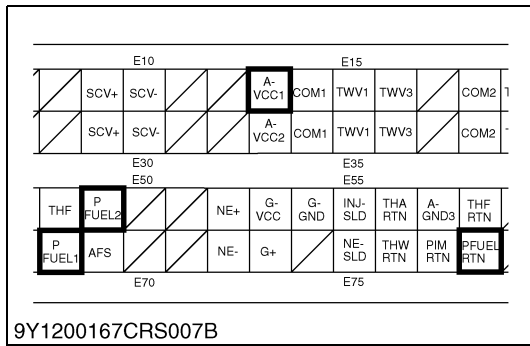 E10 E15
SCV+ SCV- A-VCC1 COM1 TWV1 TWV3 COM2
SCV+ SCV- A-VCC2 COM1 TWV1 TWV3 COM2
E30 E35
E50 E55
THF P FUEL2 NE+ G-VCC G-GND INJ-SLD THA RTN A-GND3 THF RTN
P FUEL1 AFS NE- G+ NE-SLD THW RTN PIM RTN PFUEL RTN
E70 E75
9Y1200167CRS007B